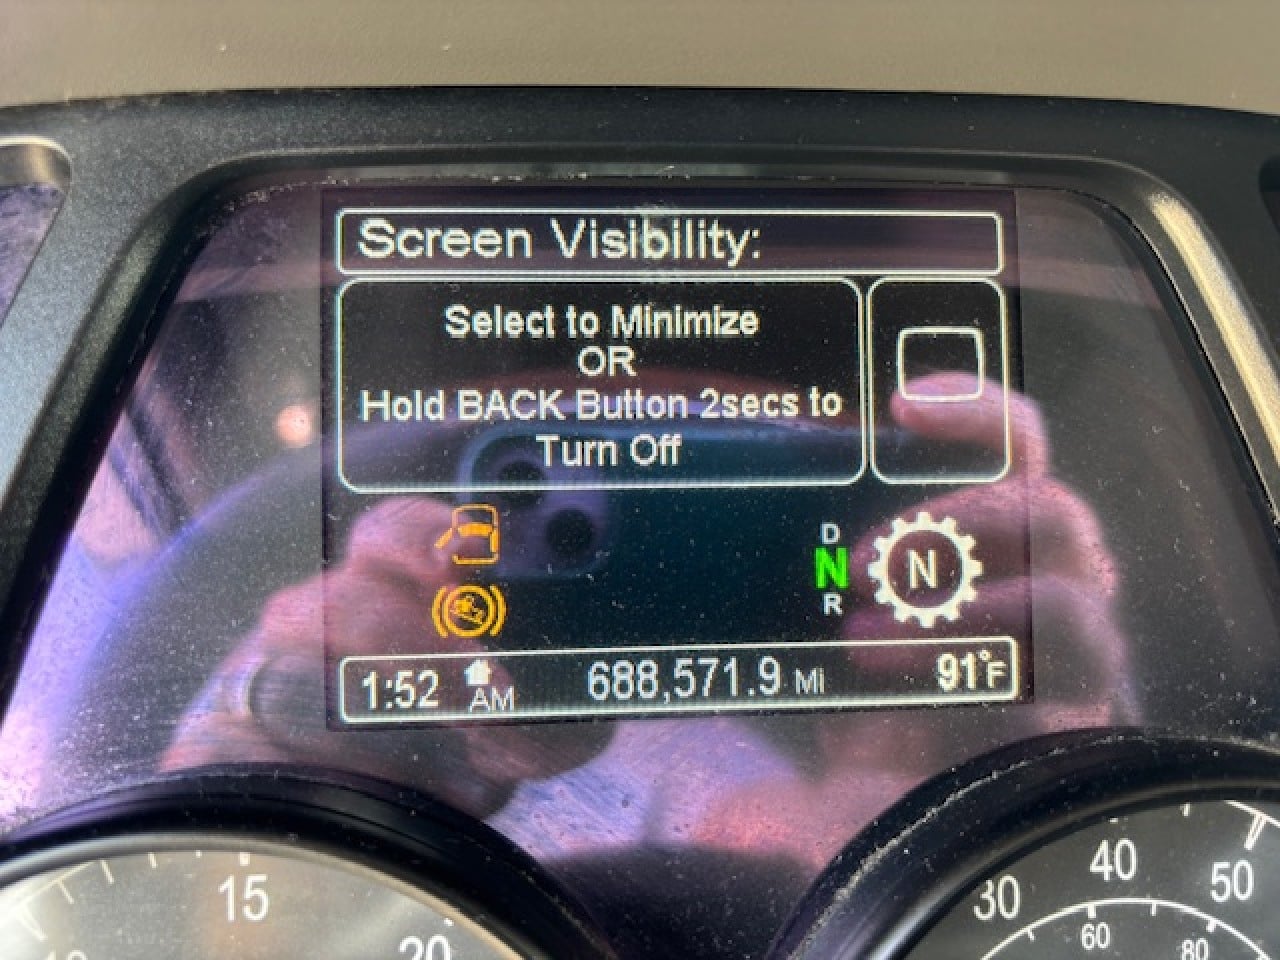 Screen Visibility:
Select to Minimize
OR
Hold BACK Button 2secs to
Turn Off
D
N
R
N
1:52 AM
688,571.9 Mi
91°F
15
20
30
40
50
60
80